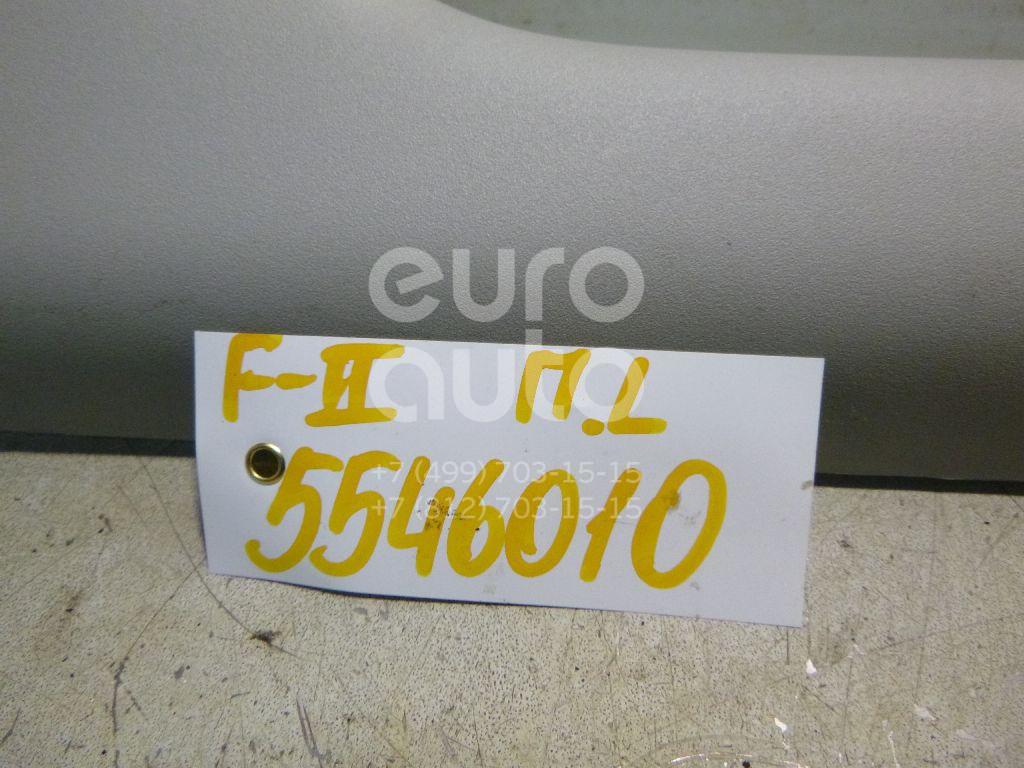 euro
auto
F-II П.L
+7 (499) 703-15-15
+7 (812) 703-15-15
5546010